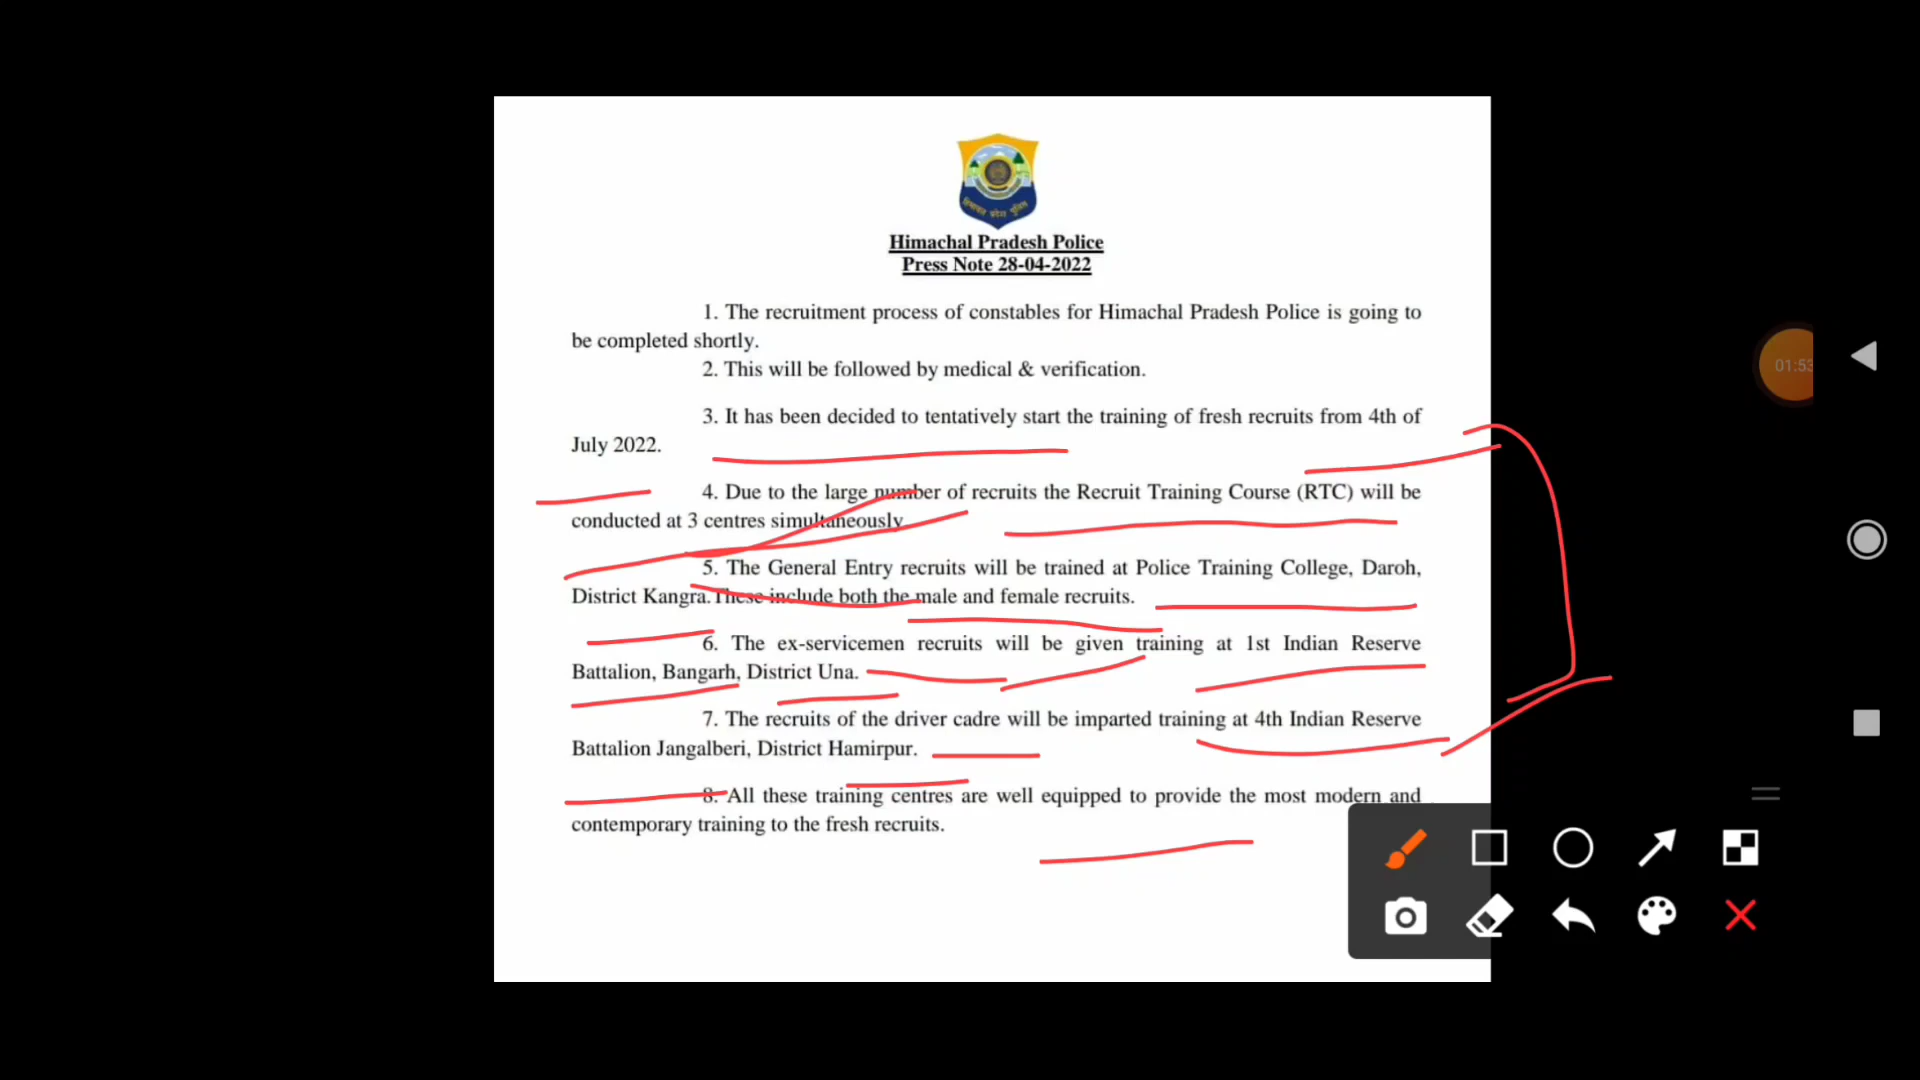 हिमाचल प्रदेश पुलिस
Himachal Pradesh Police
Press Note 28-04-2022
1. The recruitment process of constables for Himachal Pradesh Police is going to
be completed shortly.
2. This will be followed by medical & verification.
3. It has been decided to tentatively start the training of fresh recruits from 4th of
July 2022.
4. Due to the large number of recruits the Recruit Training Course (RTC) will be
conducted at 3 centres simultaneously.
5. The General Entry recruits will be trained at Police Training College, Daroh,
District Kangra. These include both the male and female recruits.
6. The ex-servicemen recruits will be given training at 1st Indian Reserve
Battalion, Bangarh, District Una.
7. The recruits of the driver cadre will be imparted training at 4th Indian Reserve
Battalion Jangalberi, District Hamirpur.
8. All these training centres are well equipped to provide the most modern and
contemporary training to the fresh recruits.
01:53